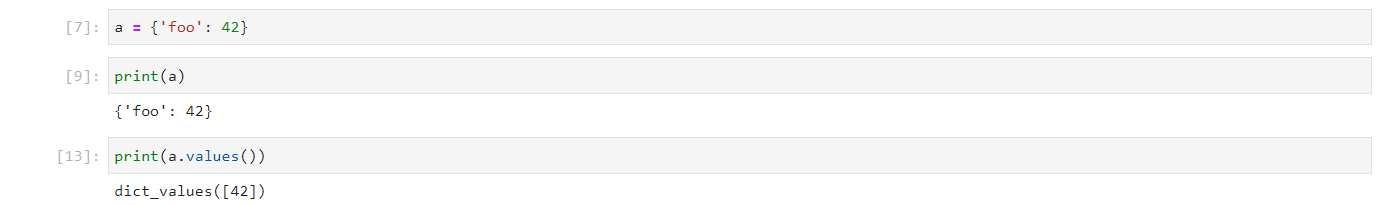 [7]: a = {'foo': 42}
[9]: print(a)
{'foo': 42}
[13]: print(a.values())
dict_values([42])